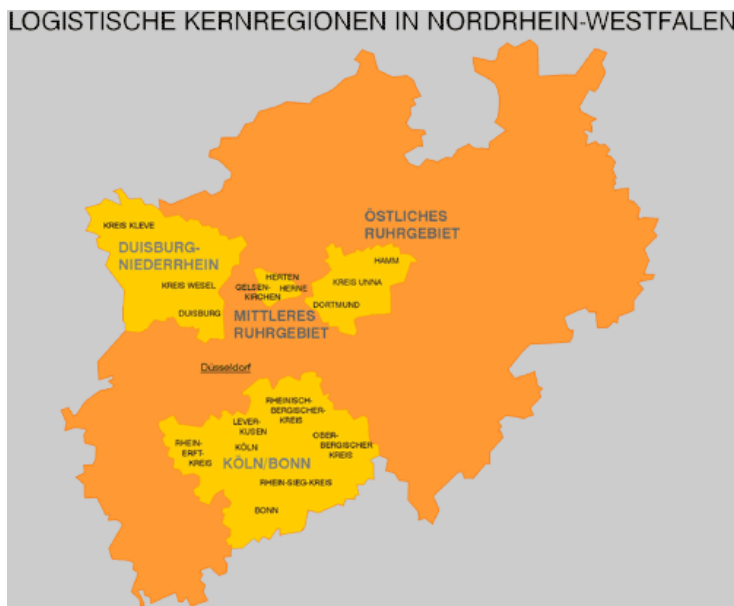 LOGISTISCHE KERNREGIONEN IN NORDRHEIN-WESTFALEN
ÖSTLICHES
RUHRGEBIET
KREIS KLEVE
DUISBURG-
NIEDERRHEIN
HAMM
HERTEN
KREIS UNNA
KREIS WESEL
GELSEN-
KIRCHEN
HERNE
DORTMUND
DUISBURG
MITTLERES
RUHRGEBIET
Düsseldorf
RHEINISCH-
BERGISCHER-
KREIS
LEVER-
KUSEN
OBER-
BERGISCHER
KREIS
RHEIN-
ERFT-
KREIS
KÖLN
KÖLN/BONN
RHEIN-SIEG-KREIS
BONN